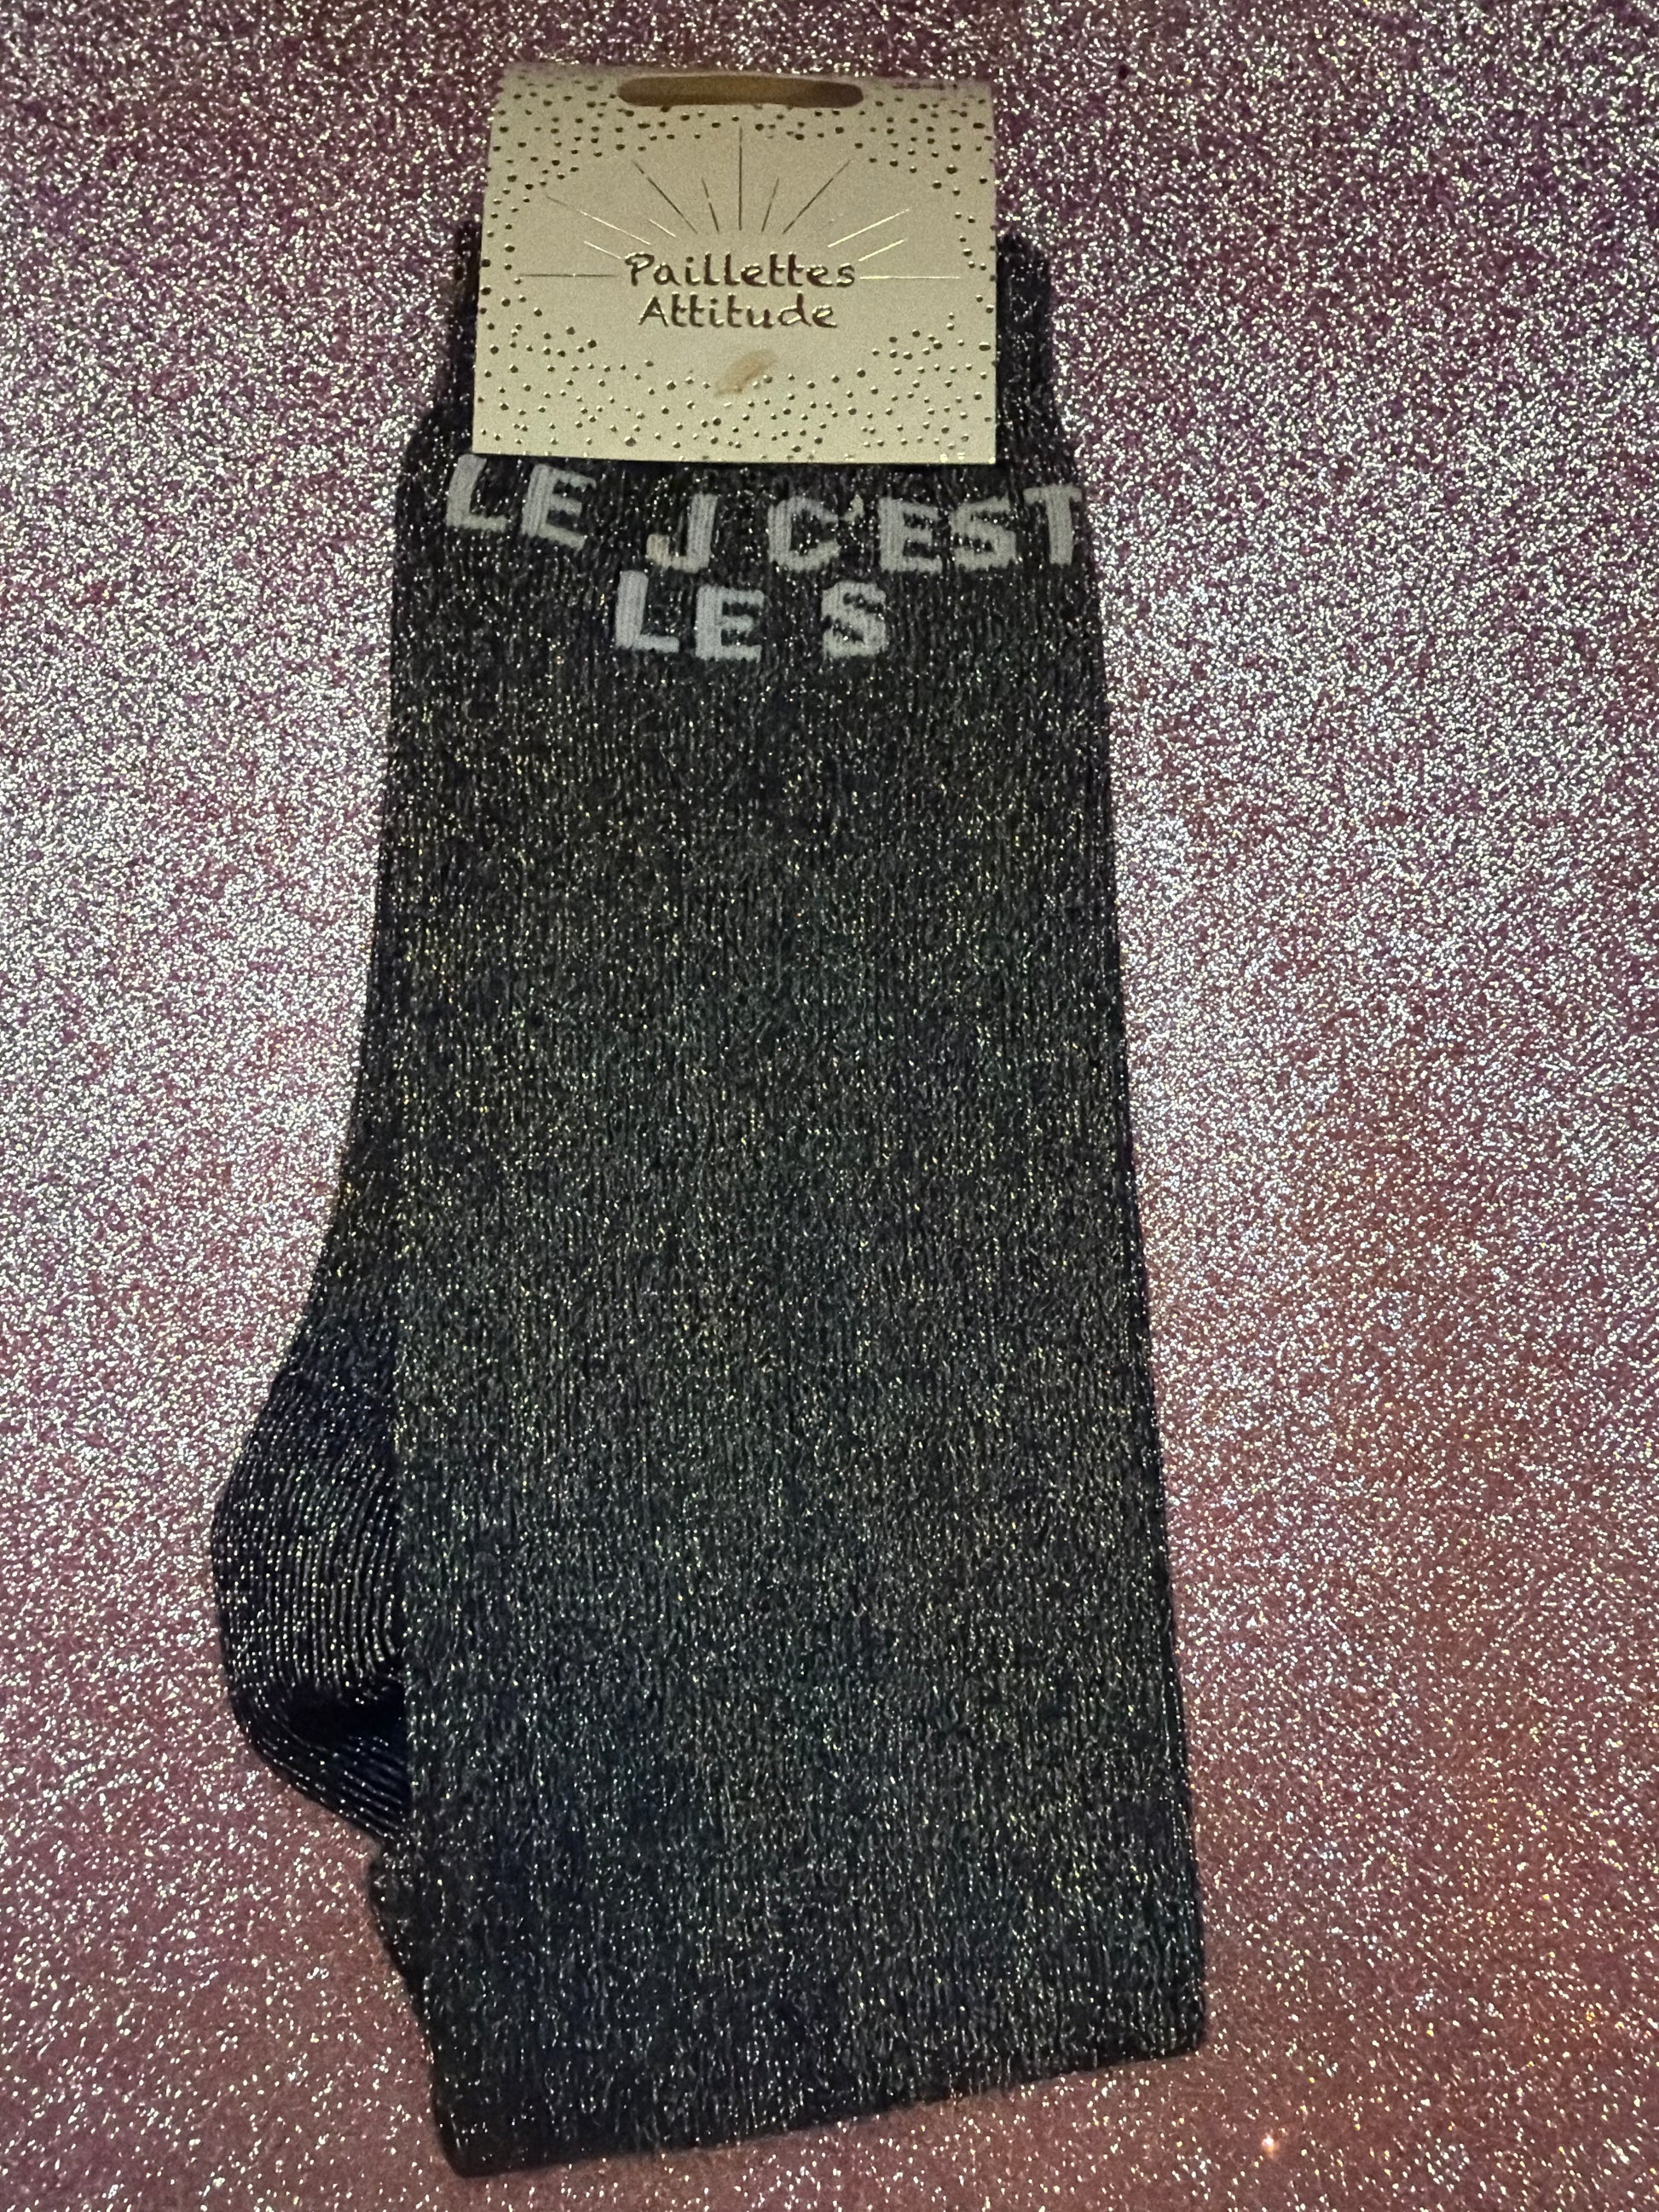 Paillettes
Attitude
LE J C'EST
LE S